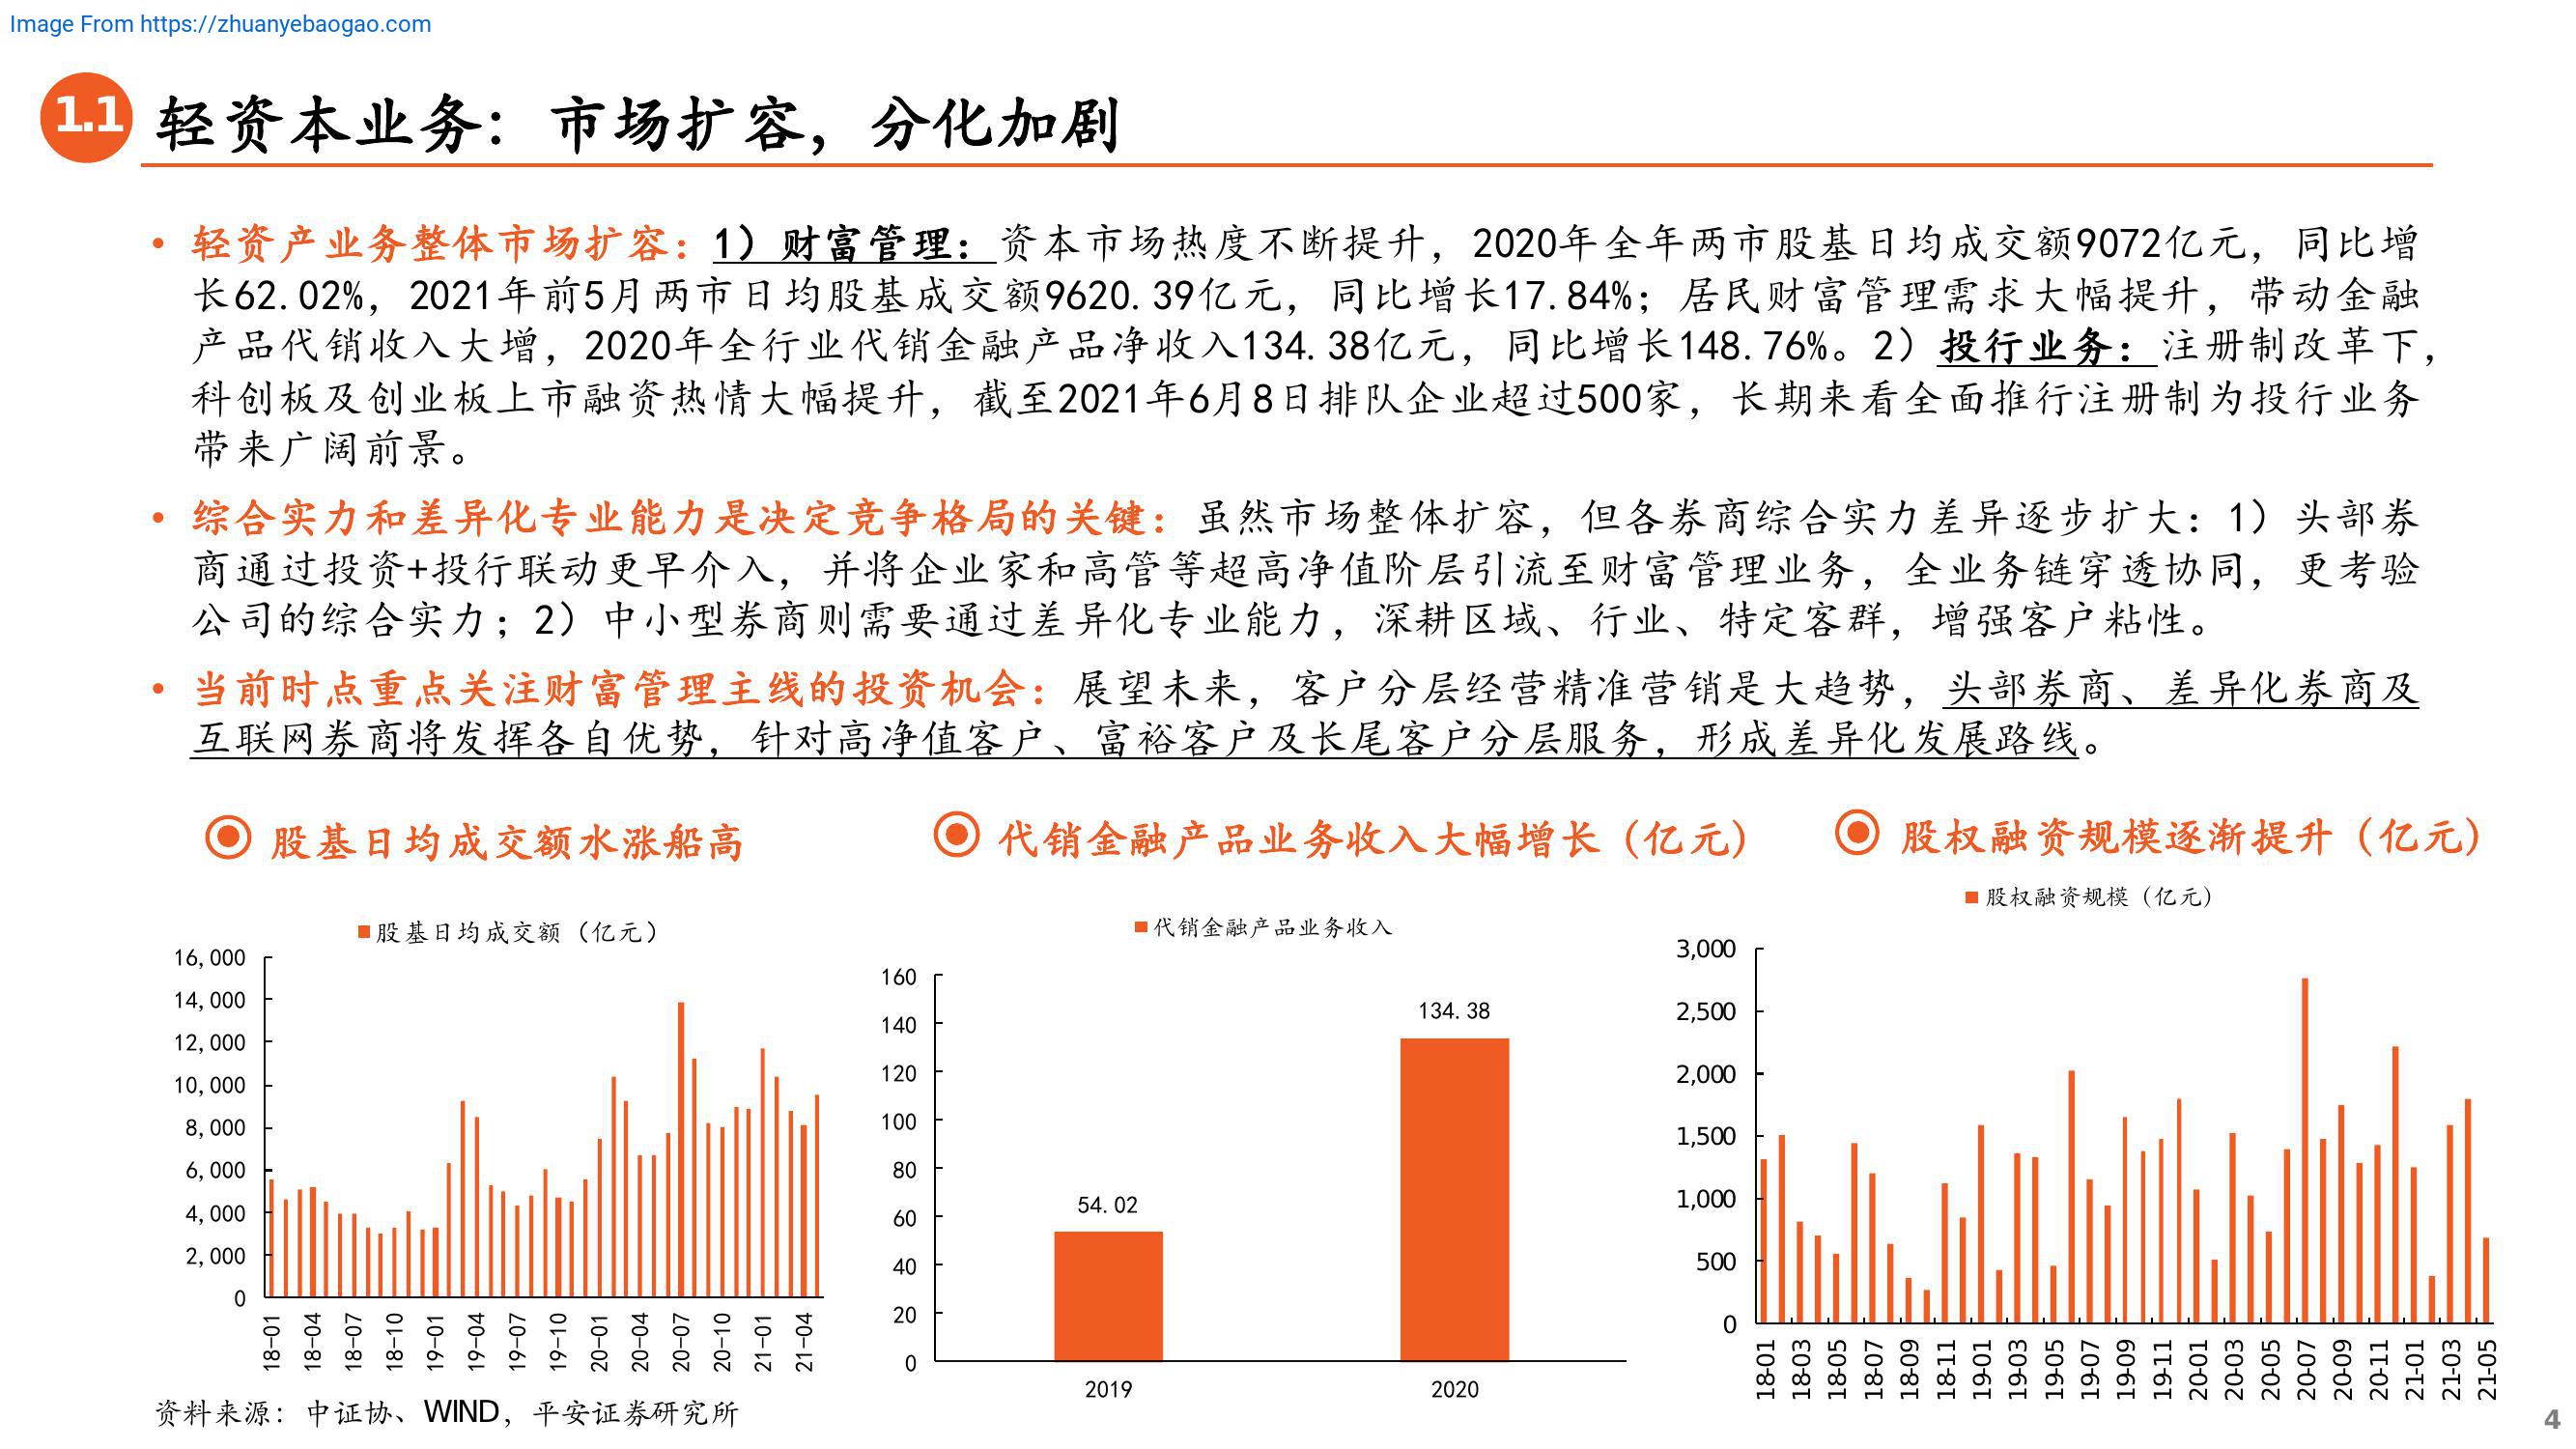 Image From https://zhuanyebaogao.com
1.1 轻资本业务：市场扩容，分化加剧
• 轻资产业务整体市场扩容：1）财富管理：资本市场热度不断提升，2020年全年两市股基日均成交额9072亿元，同比增
长62.02%，2021年前5月两市日均股基成交额9620.39亿元，同比增长17.84%；居民财富管理需求大幅提升，带动金融
产品代销收入大增，2020年全行业代销金融产品净收入134.38亿元，同比增长148.76%。2）投行业务：注册制改革下，
科创板及创业板上市融资热情大幅提升，截至2021年6月8日排队企业超过500家，长期来看全面推行注册制为投行业务
带来广阔前景。
• 综合实力和差异化专业能力是决定竞争格局的关键：虽然市场整体扩容，但各券商综合实力差异逐步扩大：1）头部券
商通过投资+投行联动更早介入，并将企业家和高管等超高净值阶层引流至财富管理业务，全业务链穿透协同，更考验
公司的综合实力；2）中小型券商则需要通过差异化专业能力，深耕区域、行业、特定客群，增强客户粘性。
• 当前时点重点关注财富管理主线的投资机会：展望未来，客户分层经营精准营销是大趋势，头部券商、差异化券商及
互联网券商将发挥各自优势，针对高净值客户、富裕客户及长尾客户分层服务，形成差异化发展路线。
股基日均成交额水涨船高
股基日均成交额（亿元）
16,000
14,000
12,000
10,000
8,000
6,000
4,000
2,000
0
18-01 18-04 18-07 18-10 19-01 19-04 19-07 19-10 20-01 20-04 20-07 20-10 21-01 21-04
代销金融产品业务收入大幅增长（亿元）
代销金融产品业务收入
160
140
120
100
80
60
40
20
0
54.02
134.38
2019 2020
股权融资规模逐渐提升（亿元）
股权融资规模（亿元）
3,000
2,500
2,000
1,500
1,000
500
0
18-01 18-03 18-05 18-07 18-09 18-11 19-01 19-03 19-05 19-07 19-09 19-11 20-01 20-03 20-05 20-07 20-09 20-11 21-01 21-03 21-05
资料来源：中证协、WIND，平安证券研究所
4